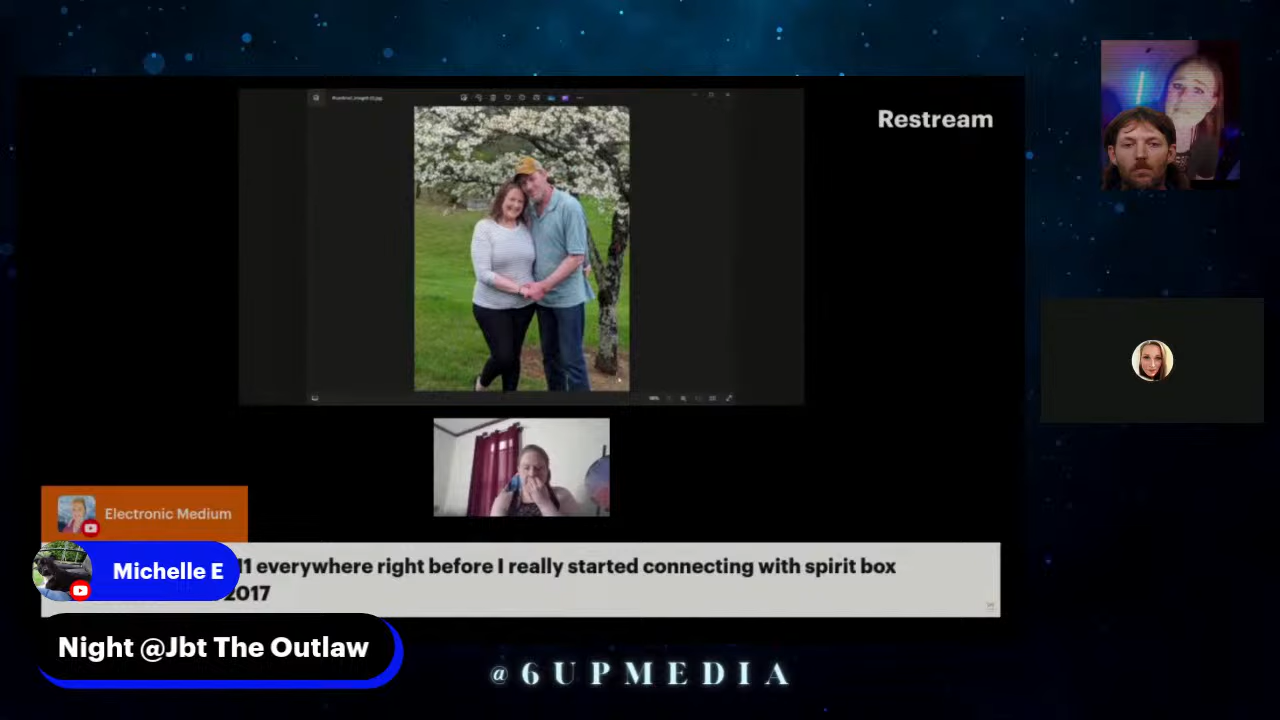 Restream
Electronic Medium
Michelle E
11 everywhere right before I really started connecting with spirit box
2017
Night @Jbt The Outlaw
@6UPMEDIA